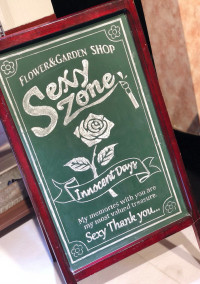 FLOWER&GARDEN SHOP
Sexy
Zone
Innocent Days
My memories with you are
my most valued treasure.
Sexy Thank you...